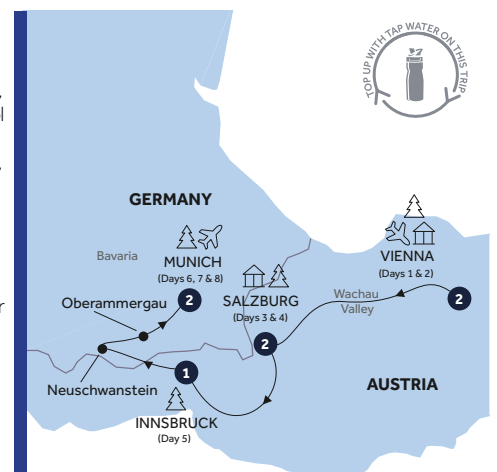 TOP UP WITH TAP WATER ON THIS TRIP
GERMANY
Bavaria
MUNICH
(Days 6, 7 & 8)
2
Oberammergau
Neuschwanstein
1
INNSBRUCK
(Day 5)
SALZBURG
(Days 3 & 4)
2
Wachau
Valley
VIENNA
(Days 1 & 2)
2
AUSTRIA